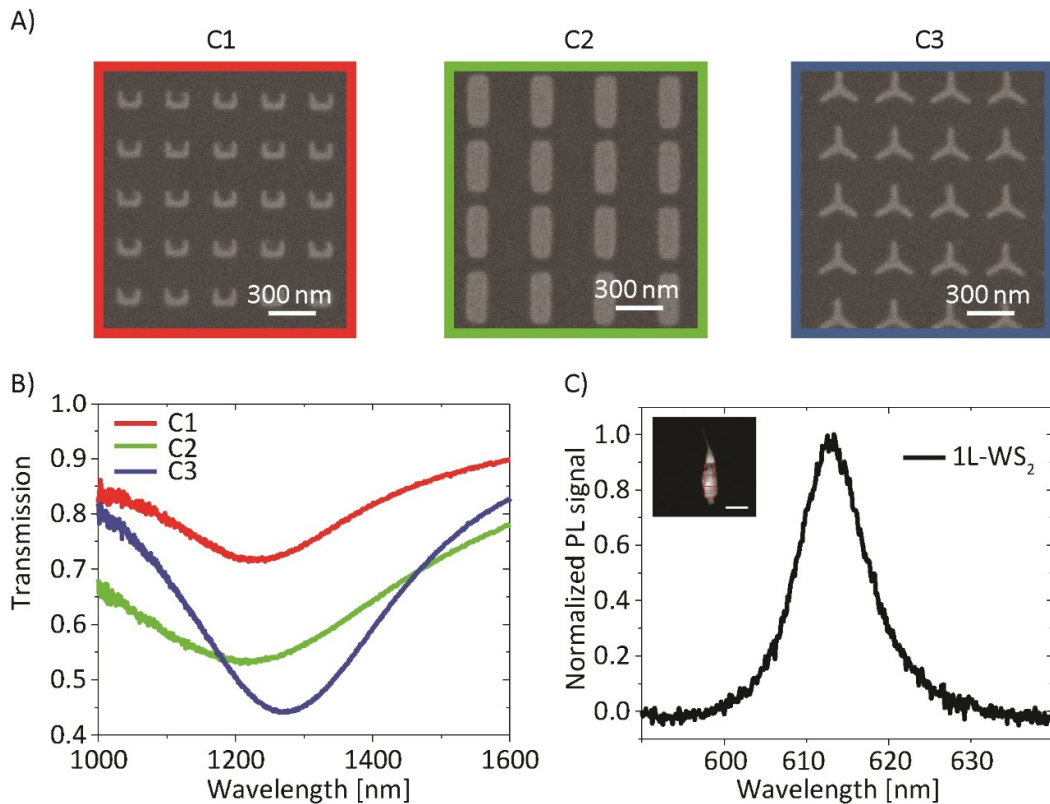 A)
C1
C2
C3
300 nm
300 nm
300 nm
B)
1.0
0.9
0.8
0.7
0.6
0.5
0.4
Transmission
C1
C2
C3
1000
1200
1400
1600
Wavelength [nm]
C)
1.0
0.8
0.6
0.4
0.2
0.0
Normalized PL signal
1L-WS₂
600
610
620
630
Wavelength [nm]